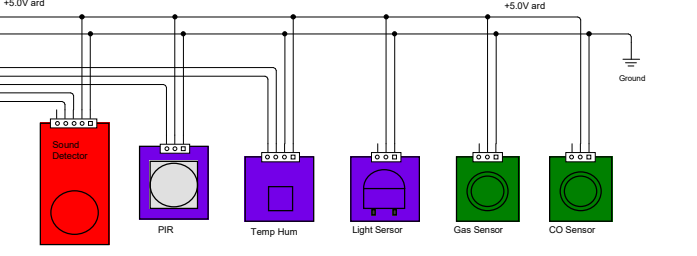 +5.0V ard
+5.0V ard
Ground
Sound
Detector
PIR
Temp Hum
Light Sersor
Gas Sensor
CO Sensor